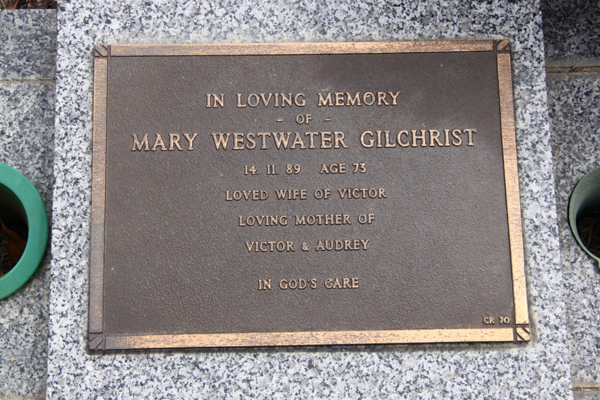 IN LOVING MEMORY
- OF -
MARY WESTWATER GILCHRIST
14. 11. 89 AGE 73
LOVED WIFE OF VICTOR
LOVING MOTHER OF
VICTOR & AUDREY
IN GOD'S CARE
CR 70